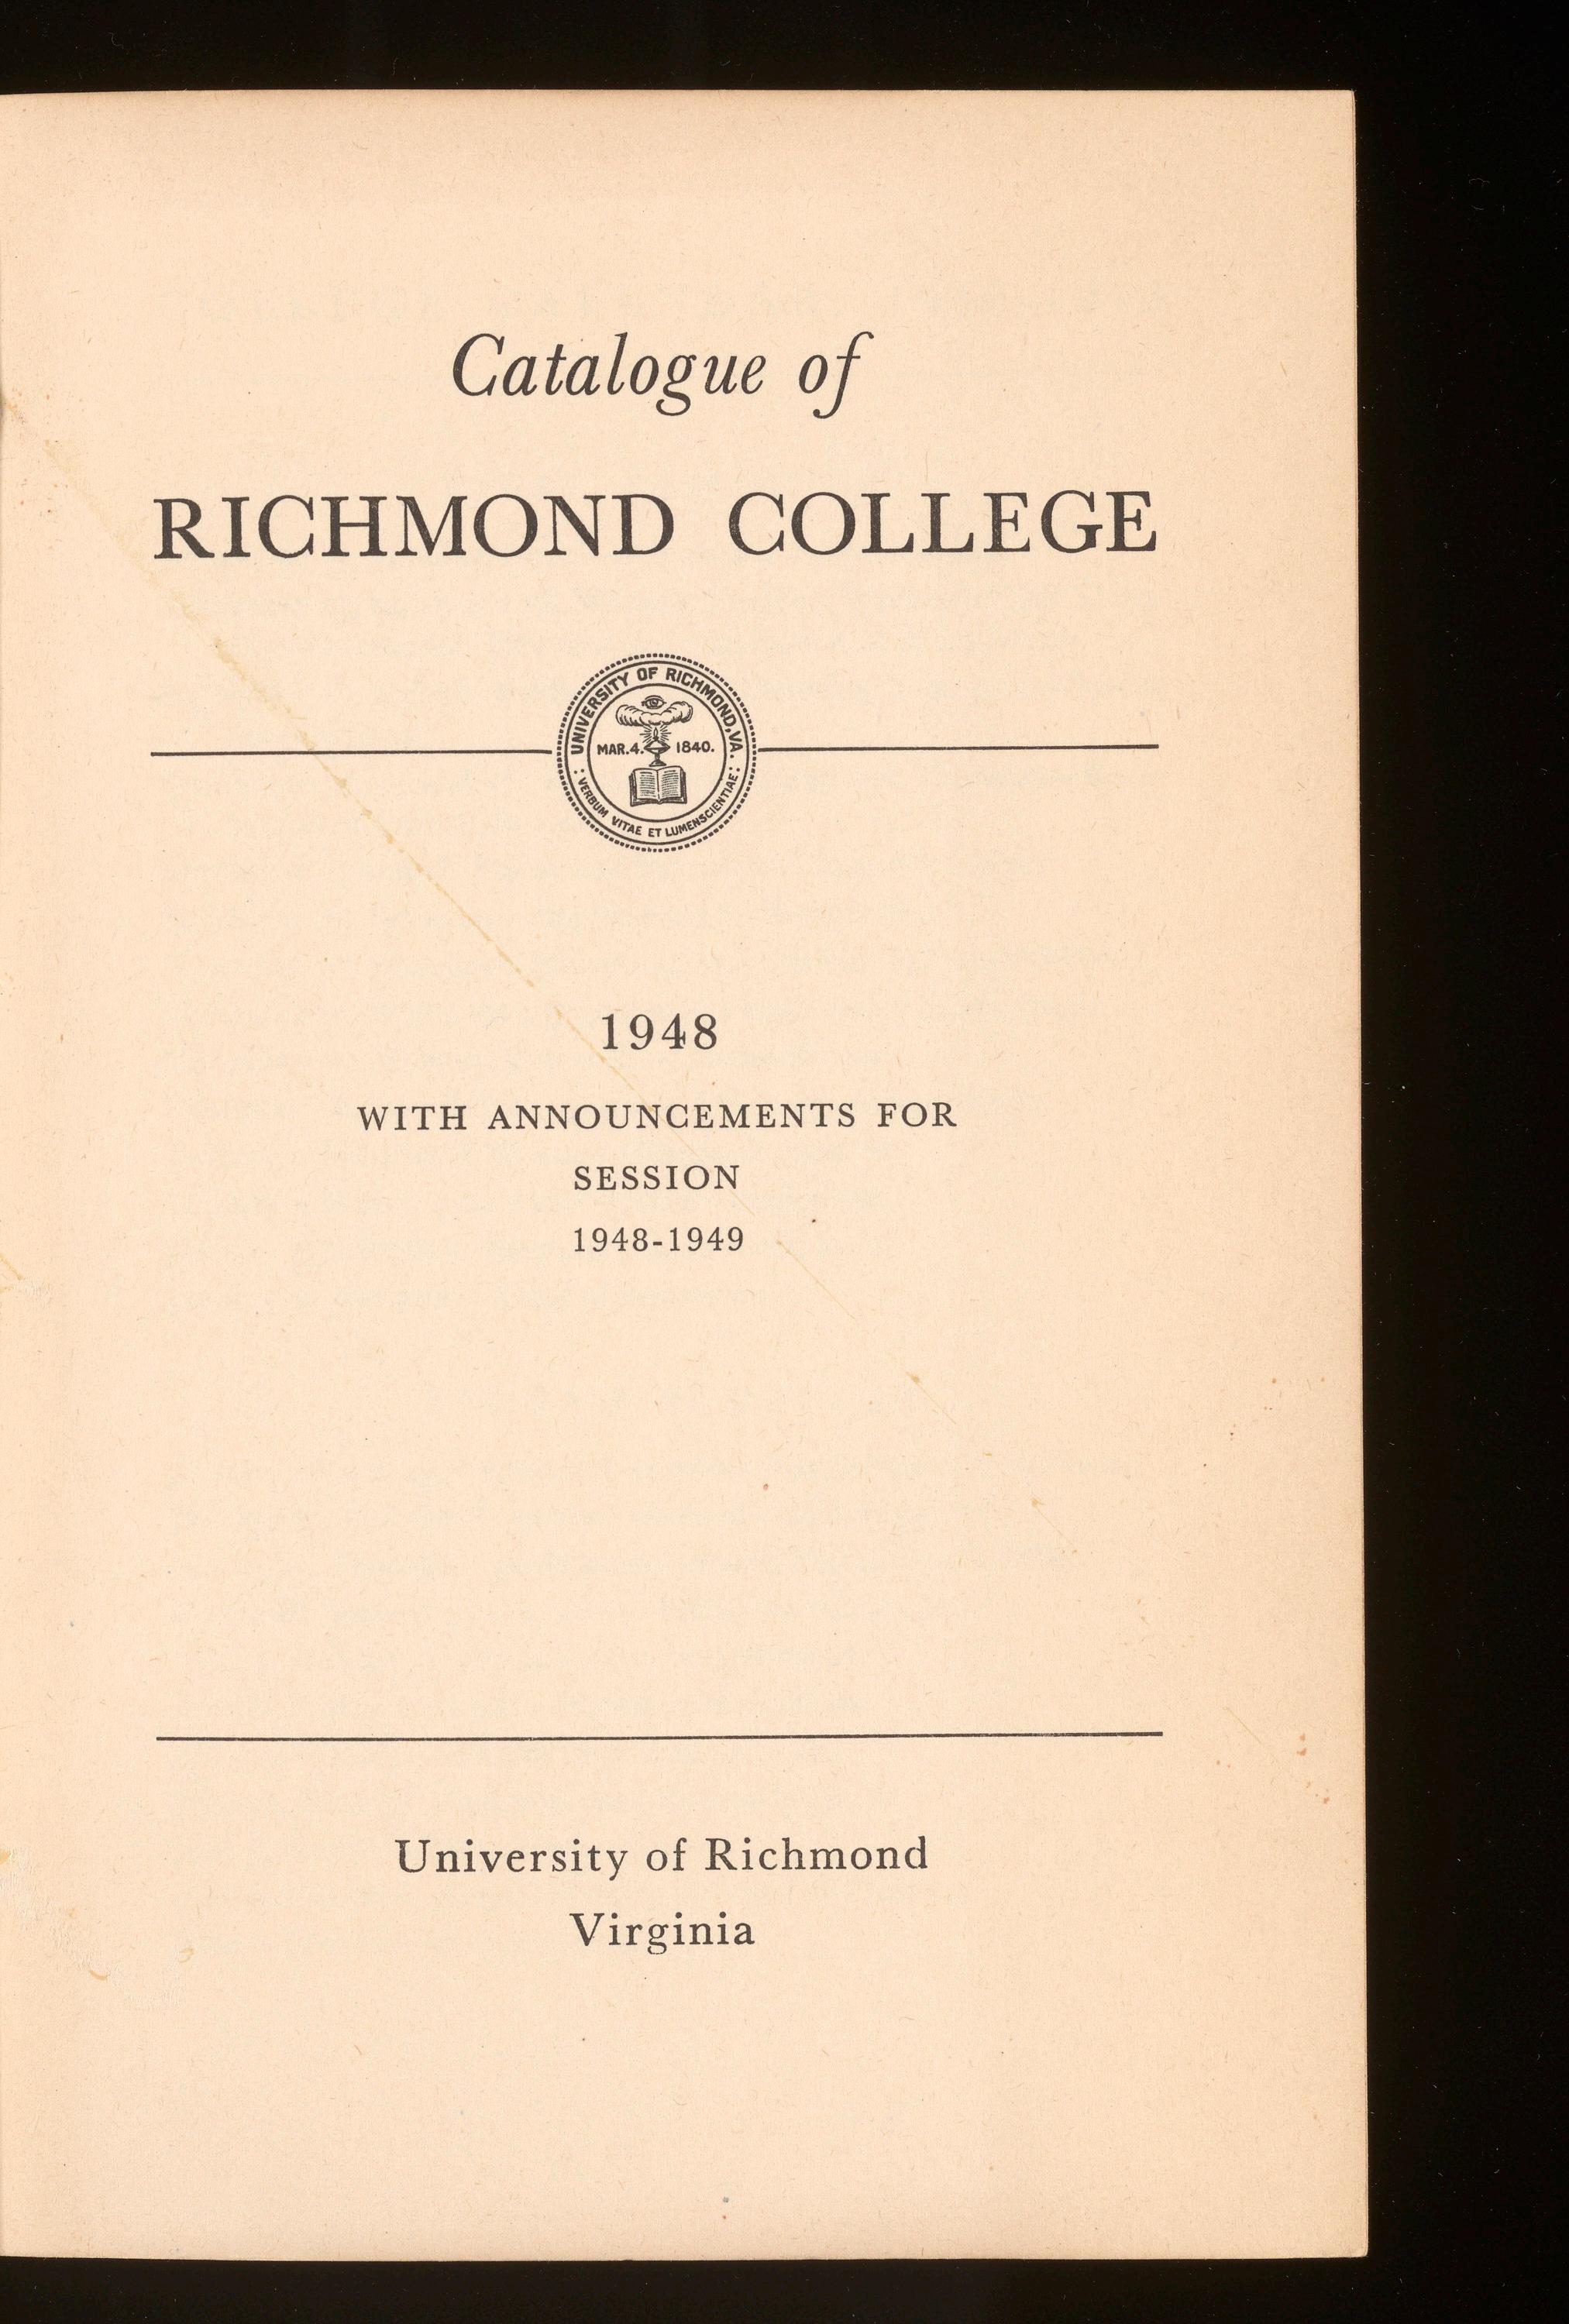 Catalogue of
RICHMOND COLLEGE
UNIVERSITY OF RICHMOND, VA.
MAR. 4. 1840.
: VERBUM VITAE ET LUMEN SCIENTIAE :
1948
WITH ANNOUNCEMENTS FOR
SESSION
1948-1949
University of Richmond
Virginia